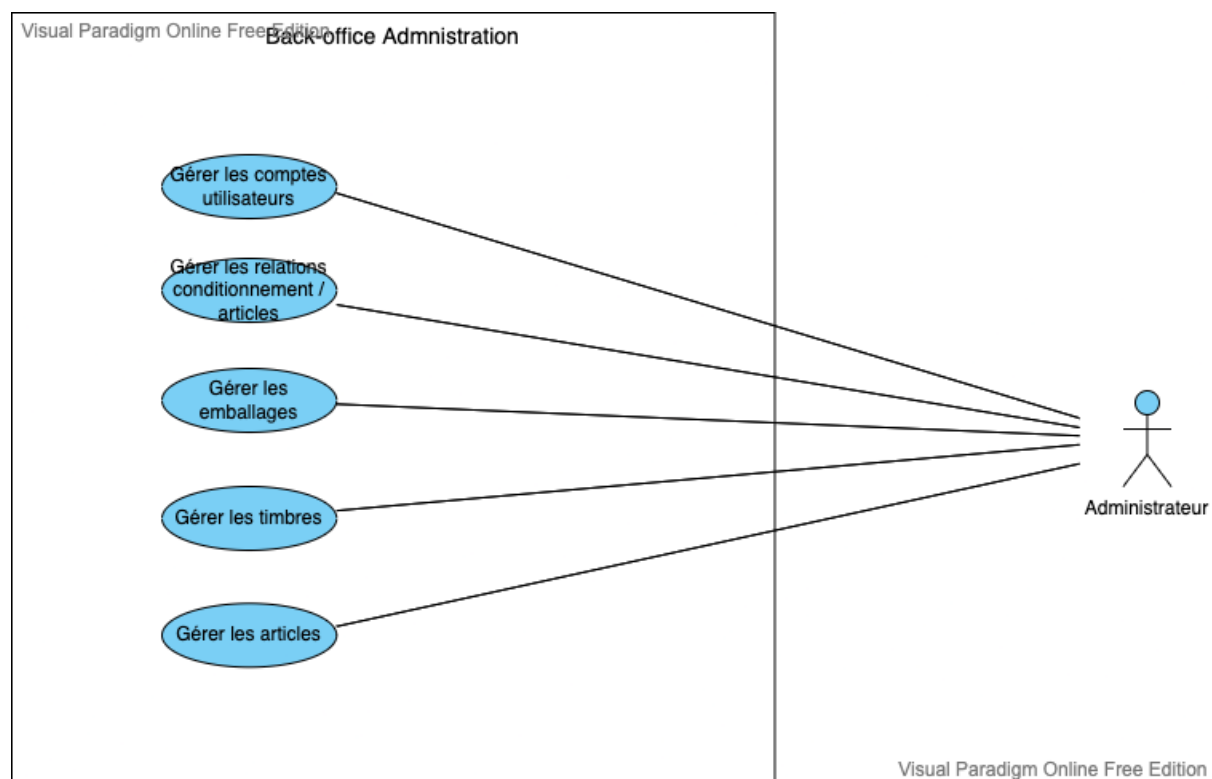 Visual Paradigm Online Free Edition
Back-office Admnistration
Gérer les comptes
utilisateurs
Gérer les relations
conditionnement /
articles
Gérer les
emballages
Gérer les timbres
Gérer les articles
Administrateur
Visual Paradigm Online Free Edition